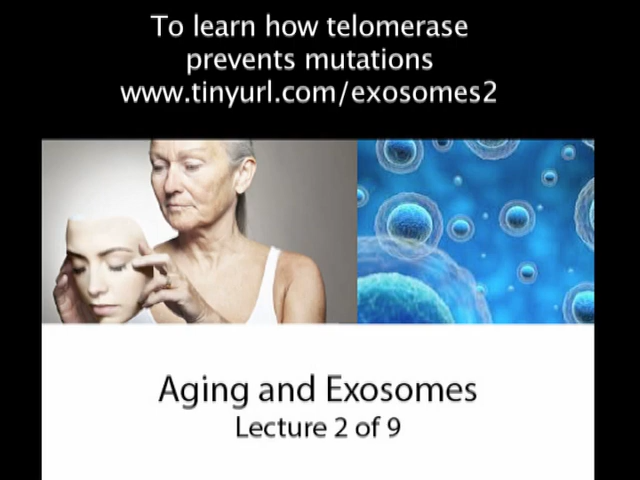 To learn how telomerase
prevents mutations
www.tinyurl.com/exosomes2
Aging and Exosomes
Lecture 2 of 9